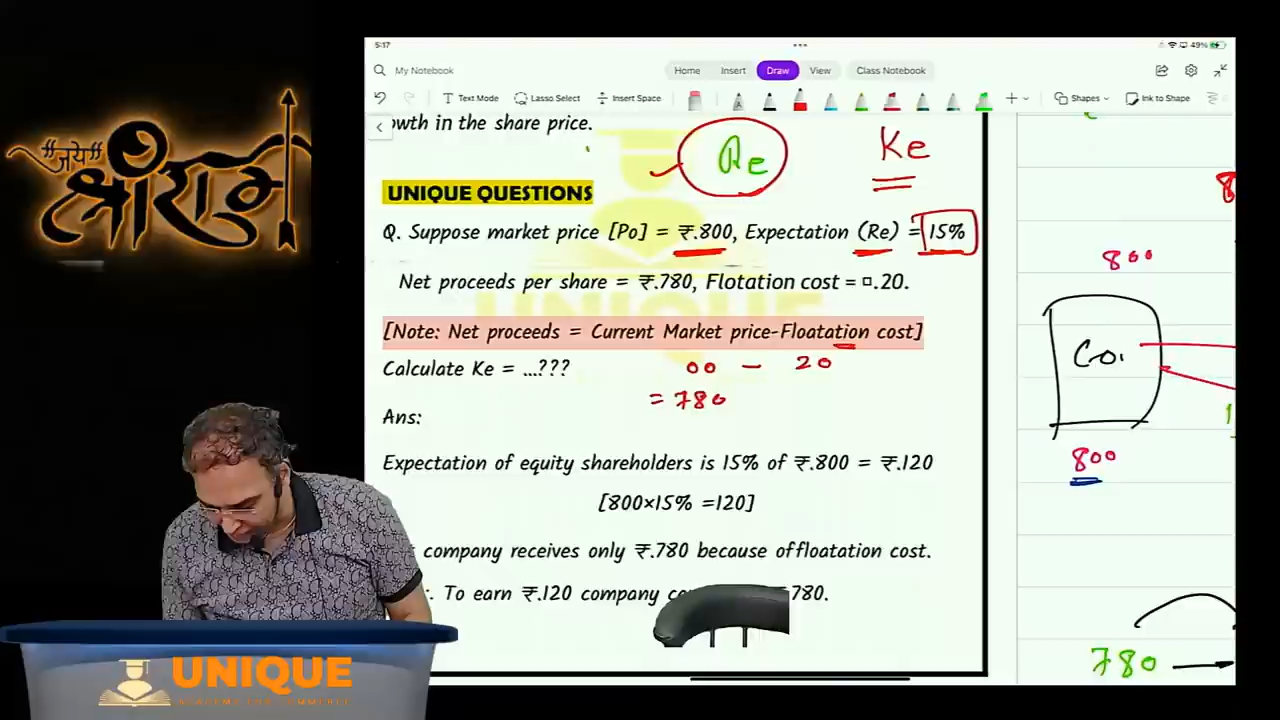 "जय"
श्रीराम
5:17
49%
My Notebook
Home Insert Draw View Class Notebook
Text Mode Lasso Select Insert Space Shapes Ink to Shape
owth in the share price.
Re
Ke
UNIQUE QUESTIONS
Q. Suppose market price [Po] = ₹.800, Expectation (Re) = 15%
Net proceeds per share = ₹.780, Flotation cost = □.20.
[Note: Net proceeds = Current Market price-Floatation cost]
Calculate Ke = ...???
00 - 20
= 780
Ans:
Expectation of equity shareholders is 15% of ₹.800 = ₹.120
[800×15% =120]
company receives only ₹.780 because offloatation cost.
To earn ₹.120 company 780.
800
Co.
800
780
UNIQUE